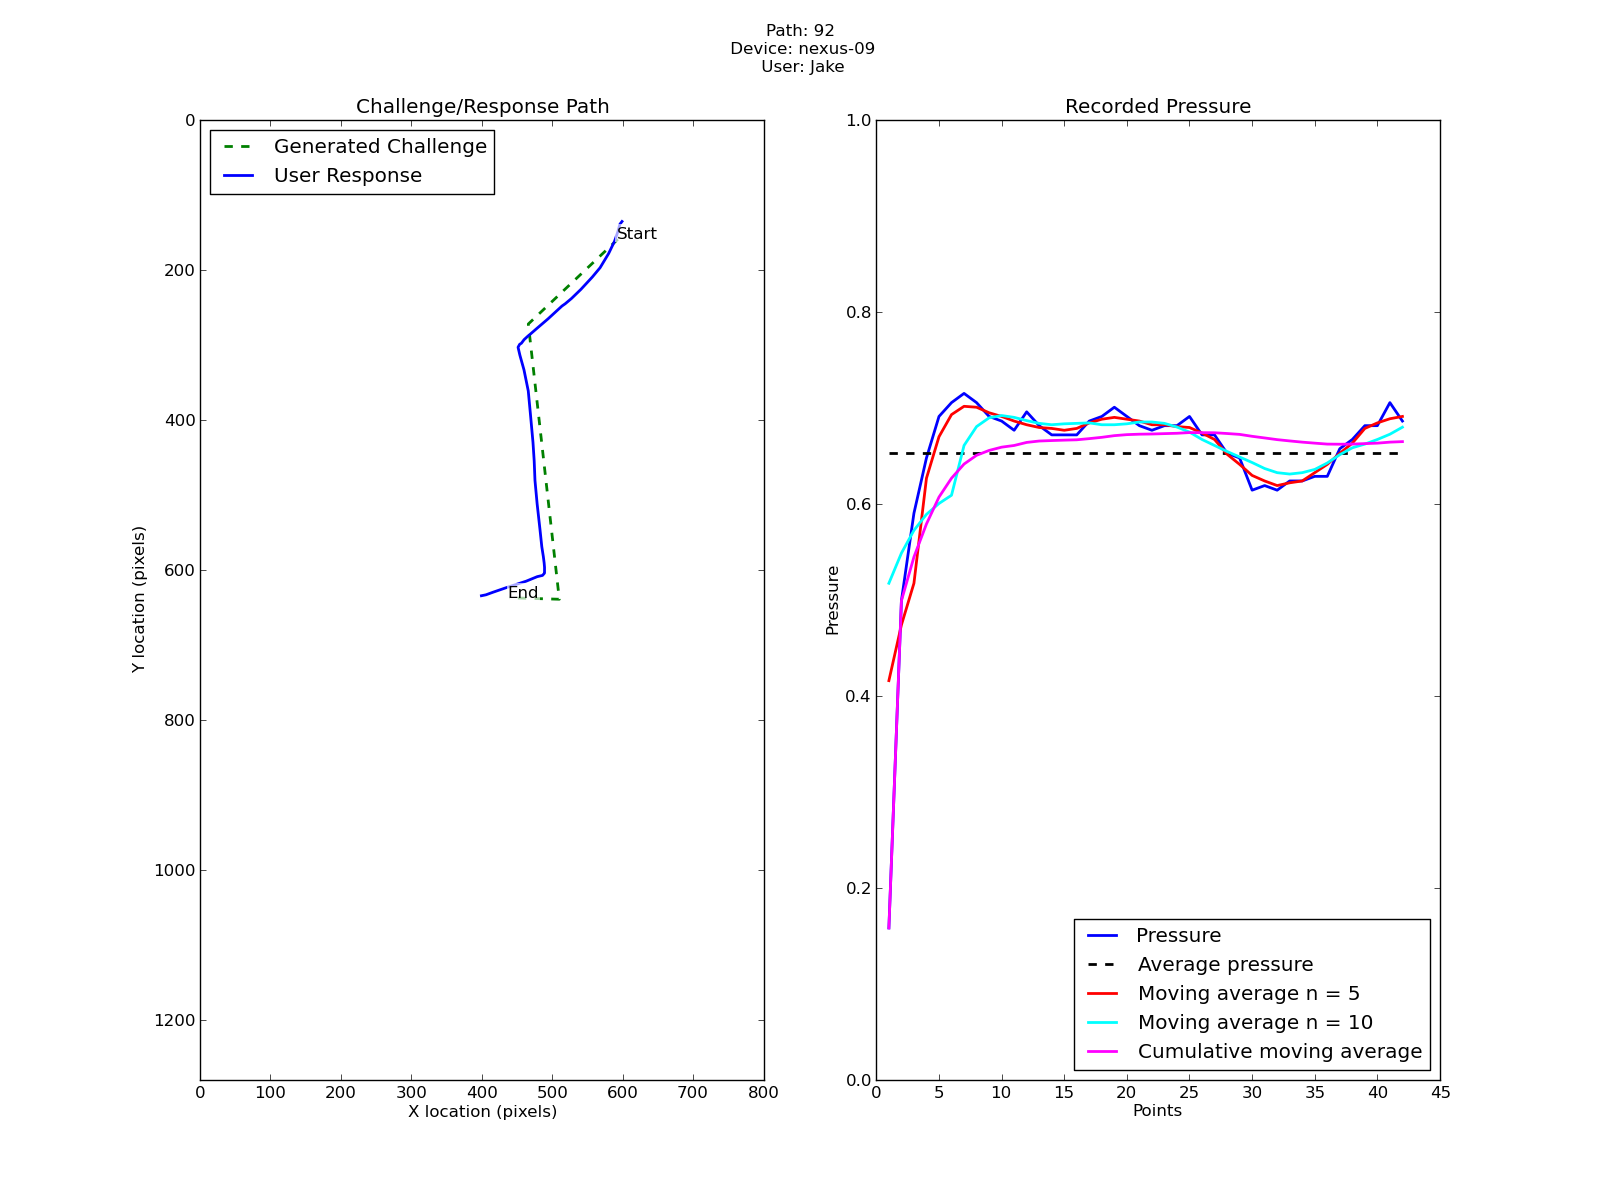 Path: 92
Device: nexus-09
User: Jake
Challenge/Response Path
0
200
400
600
800
1000
1200
Y location (pixels)
Generated Challenge
User Response
Start
End
0 100 200 300 400 500 600 700 800
X location (pixels)
Recorded Pressure
1.0
0.8
0.6
0.4
0.2
0.0
Pressure
Pressure
Average pressure
Moving average n = 5
Moving average n = 10
Cumulative moving average
0 5 10 15 20 25 30 35 40 45
Points